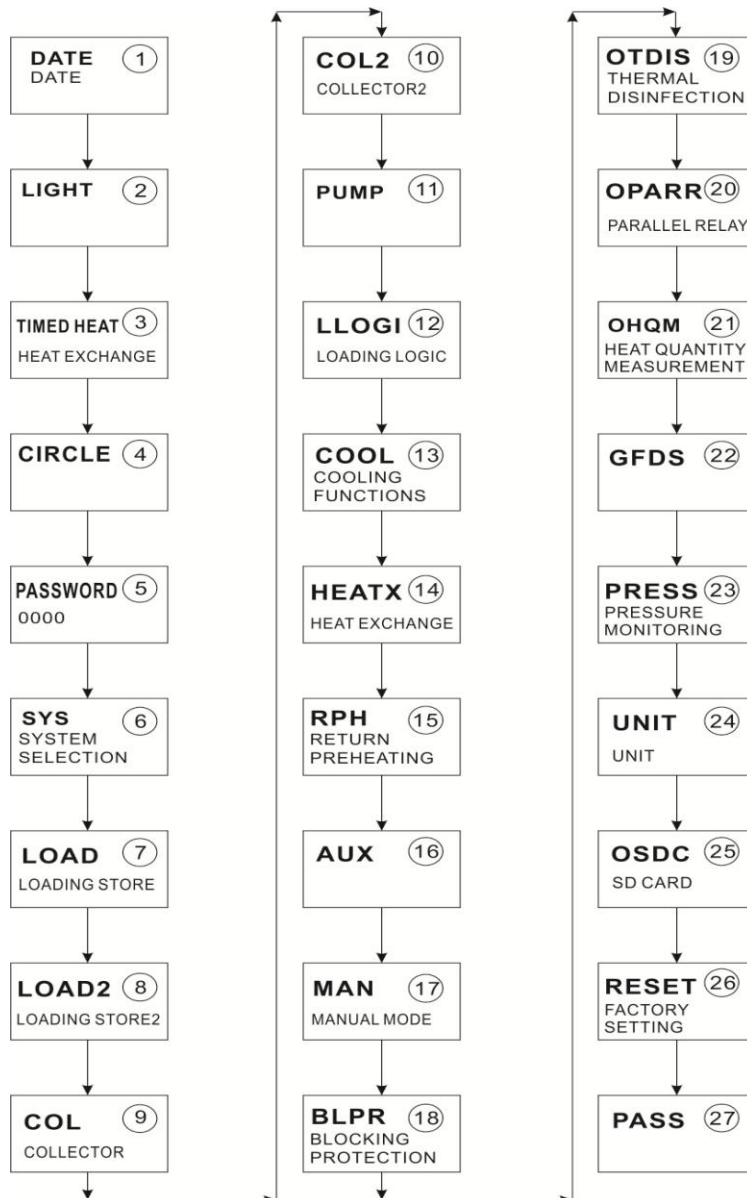 DATE 1
DATE
LIGHT 2
TIMED HEAT 3
HEAT EXCHANGE
CIRCLE 4
PASSWORD 5
0000
SYS 6
SYSTEM
SELECTION
LOAD 7
LOADING STORE
LOAD2 8
LOADING STORE2
COL 9
COLLECTOR
COL2 10
COLLECTOR2
PUMP 11
LLOGI 12
LOADING LOGIC
COOL 13
COOLING
FUNCTIONS
HEATX 14
HEAT EXCHANGE
RPH 15
RETURN
PREHEATING
AUX 16
MAN 17
MANUAL MODE
BLPR 18
BLOCKING
PROTECTION
OTDIS 19
THERMAL
DISINFECTION
OPARR 20
PARALLEL RELAY
OHQM 21
HEAT QUANTITY
MEASUREMENT
GFDS 22
PRESS 23
PRESSURE
MONITORING
UNIT 24
UNIT
OSDC 25
SD CARD
RESET 26
FACTORY
SETTING
PASS 27